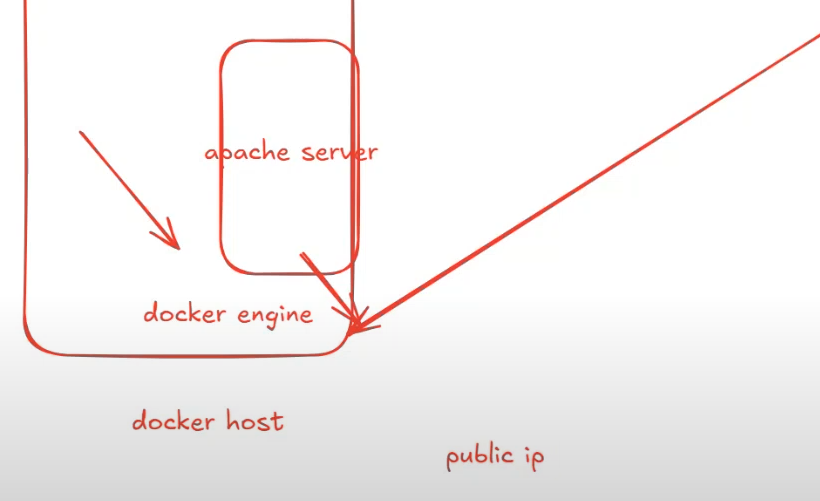 apache server
docker engine
docker host
public ip